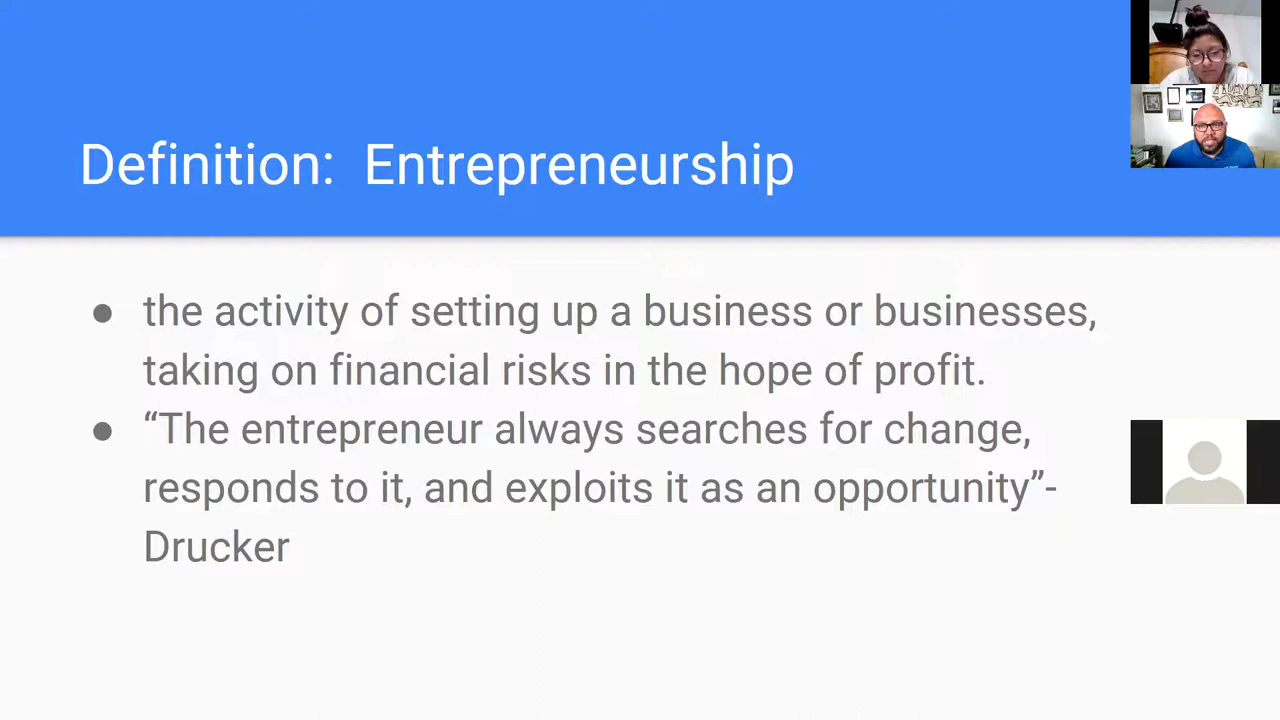 Definition:  Entrepreneurship
● the activity of setting up a business or businesses,
taking on financial risks in the hope of profit.
● “The entrepreneur always searches for change,
responds to it, and exploits it as an opportunity”-
Drucker